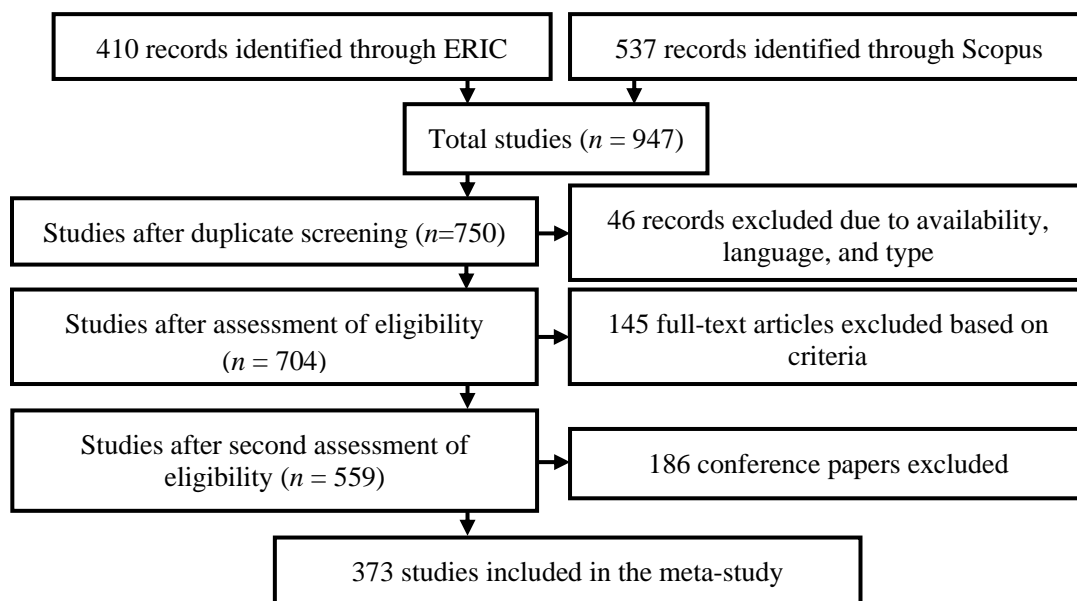 410 records identified through ERIC
537 records identified through Scopus
Total studies (n = 947)
Studies after duplicate screening (n=750)
46 records excluded due to availability,
language, and type
Studies after assessment of eligibility
(n = 704)
145 full-text articles excluded based on
criteria
Studies after second assessment of
eligibility (n = 559)
186 conference papers excluded
373 studies included in the meta-study